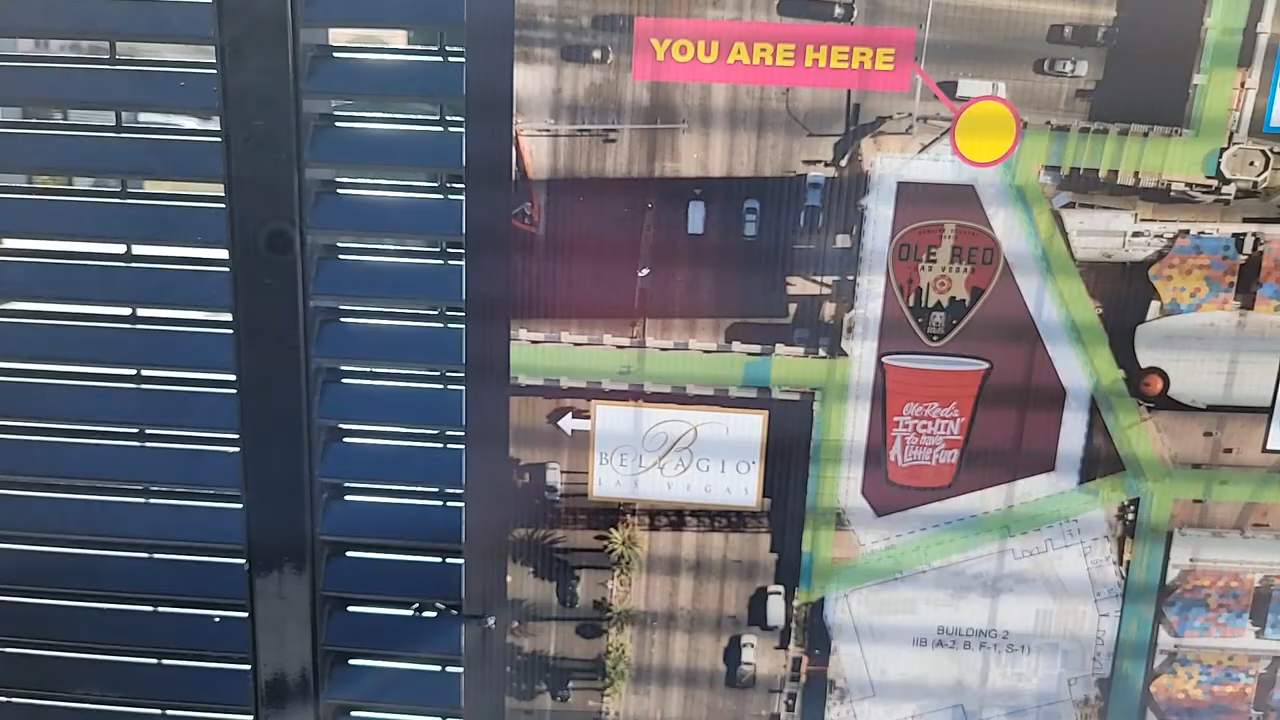 YOU ARE HERE
OLE RED
LAS VEGAS
Ole Red's
ITCHIN'
to have
A Little Fun
B
BELLAGIO
LAS VEGAS
BUILDING 2
IIB (A-2, B, F-1, S-1)